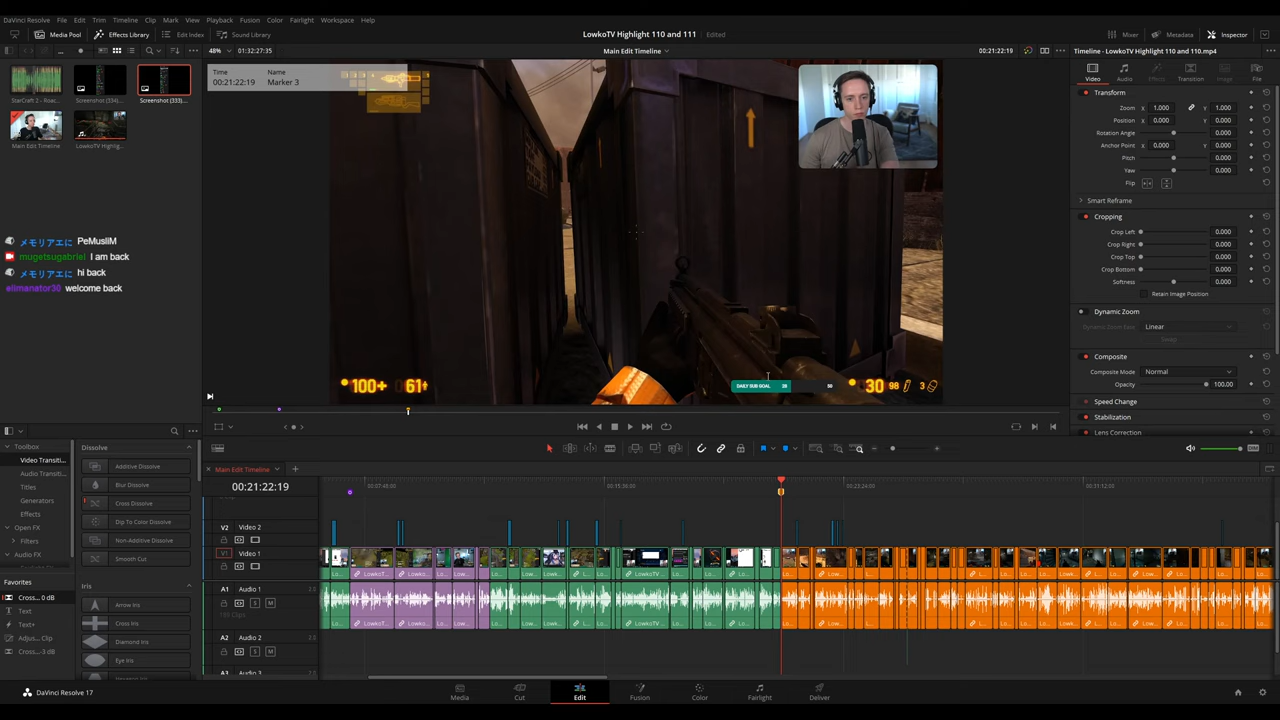 DaVinci Resolve File Edit Trim Timeline Clip Mark View Playback Fusion Color Fairlight Workspace Help
Media Pool Effects Library Edit Index Sound Library LowkoTV Highlight 110 and 111 Edited Mixer Metadata Inspector
48% 01:32:27:35 Main Edit Timeline 00:21:22:19 Timeline - LowkoTV Highlight 110 and 110.mp4
Time Name
00:21:22:19 Marker 3
StarCraft 2 - Roac... Screenshot (334)... Screenshot (333)....
Main Edit Timeline LowkoTV Highlig...
メモリアエに PeMusliM
mugetsugabriel I am back
メモリアエに hi back
elimanator30 welcome back
100+ 61
DAILY SUB GOAL 28 50
30 98 3
Video Audio Effects Transition Image File
Transform
Zoom X 1.000 Y 1.000
Position X 0.000 Y 0.000
Rotation Angle 0.000
Anchor Point X 0.000 Y 0.000
Pitch 0.000
Yaw 0.000
Flip
Smart Reframe
Cropping
Crop Left 0.000
Crop Right 0.000
Crop Top 0.000
Crop Bottom 0.000
Softness 0.000
Retain Image Position
Dynamic Zoom
Dynamic Zoom Ease Linear
Swap
Composite
Composite Mode Normal
Opacity 100.00
Speed Change
Stabilization
Lens Correction
Toolbox
Video Transiti...
Audio Transiti...
Titles
Generators
Effects
Open FX
Filters
Audio FX
Favorites
Cross... 0 dB
Text
Text+
Adjus... Clip
Cross...-3 dB
Dissolve
Additive Dissolve
Blur Dissolve
Cross Dissolve
Dip To Color Dissolve
Non-Additive Dissolve
Smooth Cut
Iris
Arrow Iris
Cross Iris
Diamond Iris
Eye Iris
Main Edit Timeline
00:21:22:19 00:07:45:00 00:15:36:00 00:23:24:00 00:31:12:00
V2 Video 2
V1 Video 1
A1 Audio 1
A2 Audio 2
A3 Audio 3
DaVinci Resolve 17 Media Cut Edit Fusion Color Fairlight Deliver